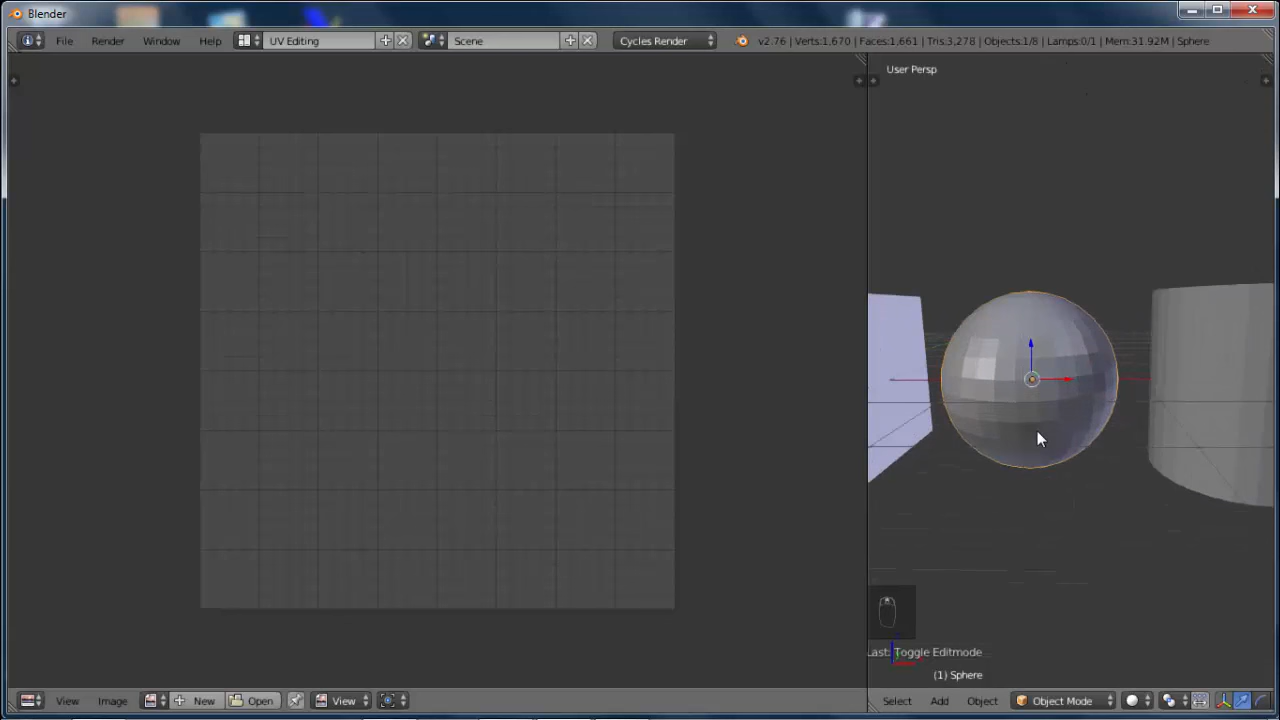 Blender
File Render Window Help UV Editing Scene Cycles Render v2.76 | Verts:1,670 | Faces:1,661 | Tris:3,278 | Objects:1/8 | Lamps:0/1 | Mem:31.92M | Sphere
User Persp
Last: Toggle Editmode
(1) Sphere
View Image New Open View Select Add Object Object Mode